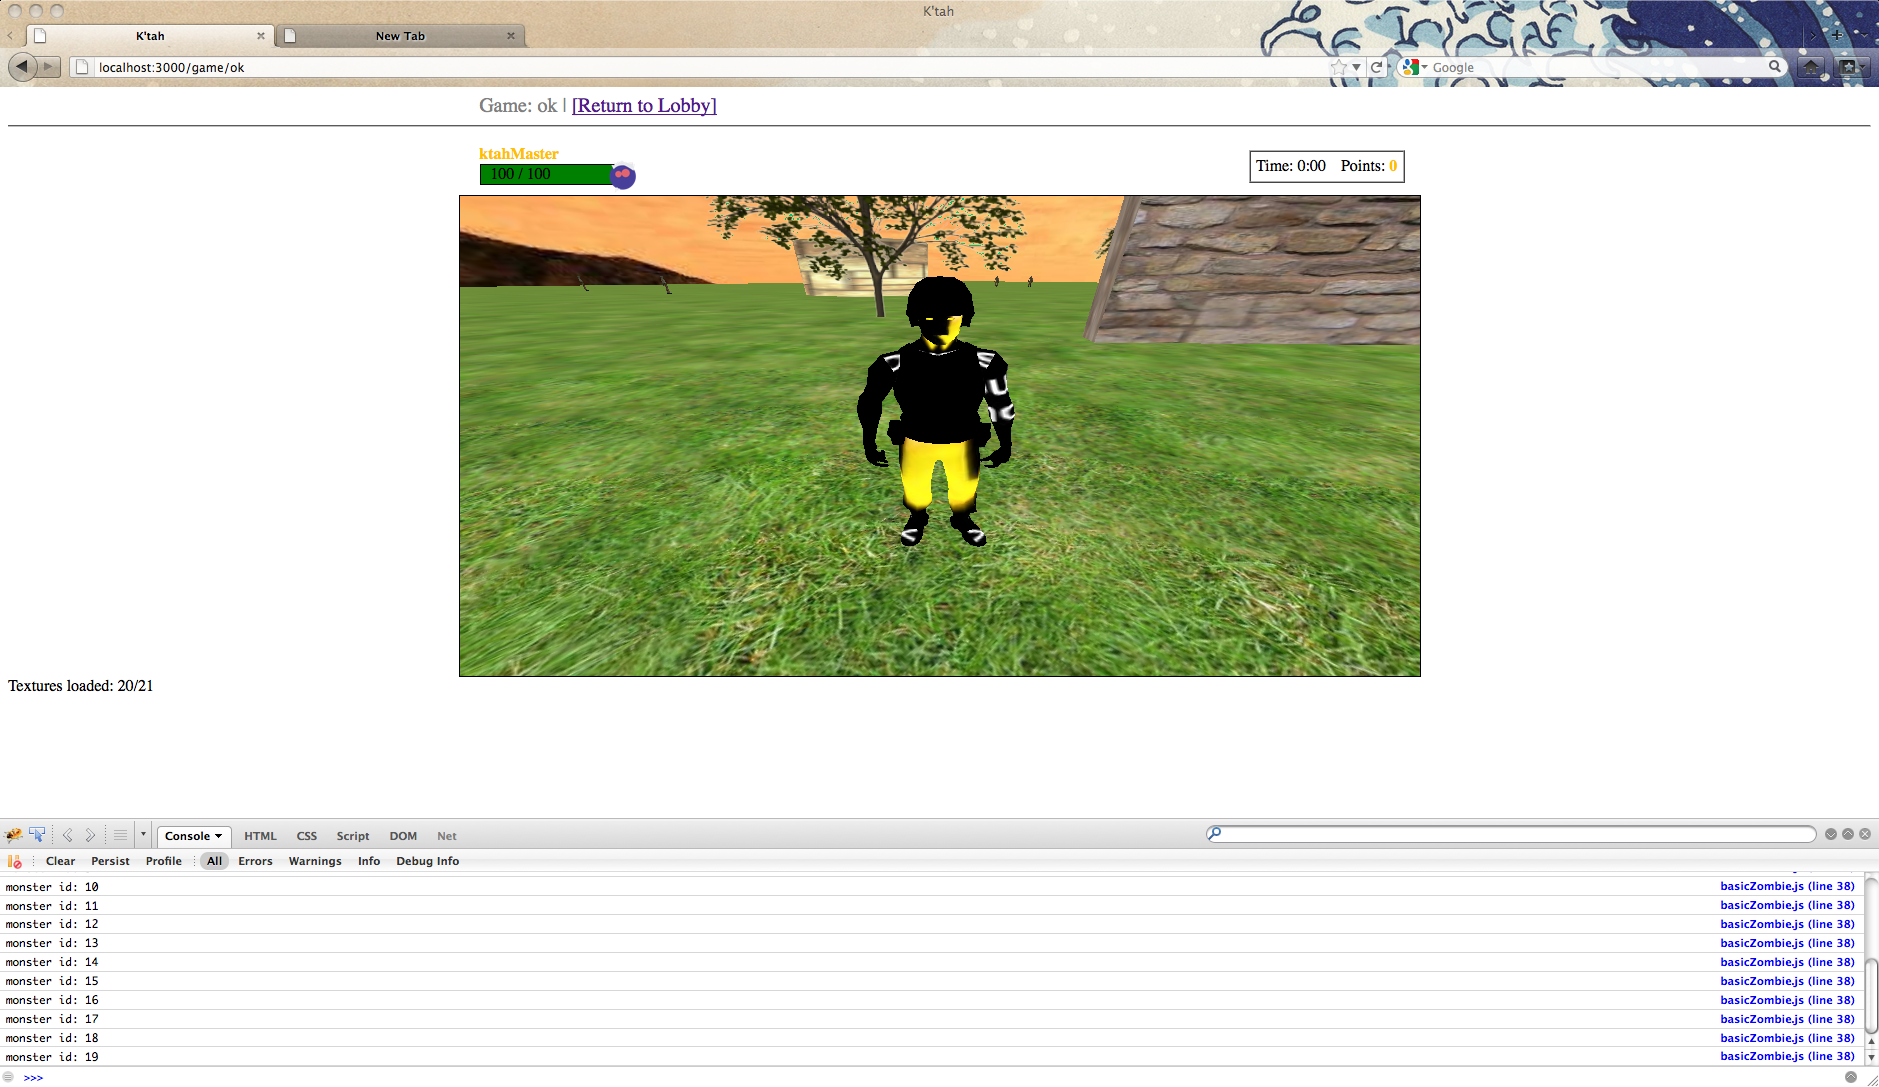 K'tah
K'tah
New Tab
localhost:3000/game/ok
Google
Game: ok | [Return to Lobby]
ktahMaster
100 / 100
Time: 0:00 Points: 0
Textures loaded: 20/21
Console HTML CSS Script DOM Net
Clear Persist Profile All Errors Warnings Info Debug Info
monster id: 10 basicZombie.js (line 38)
monster id: 11 basicZombie.js (line 38)
monster id: 12 basicZombie.js (line 38)
monster id: 13 basicZombie.js (line 38)
monster id: 14 basicZombie.js (line 38)
monster id: 15 basicZombie.js (line 38)
monster id: 16 basicZombie.js (line 38)
monster id: 17 basicZombie.js (line 38)
monster id: 18 basicZombie.js (line 38)
monster id: 19 basicZombie.js (line 38)
>>>